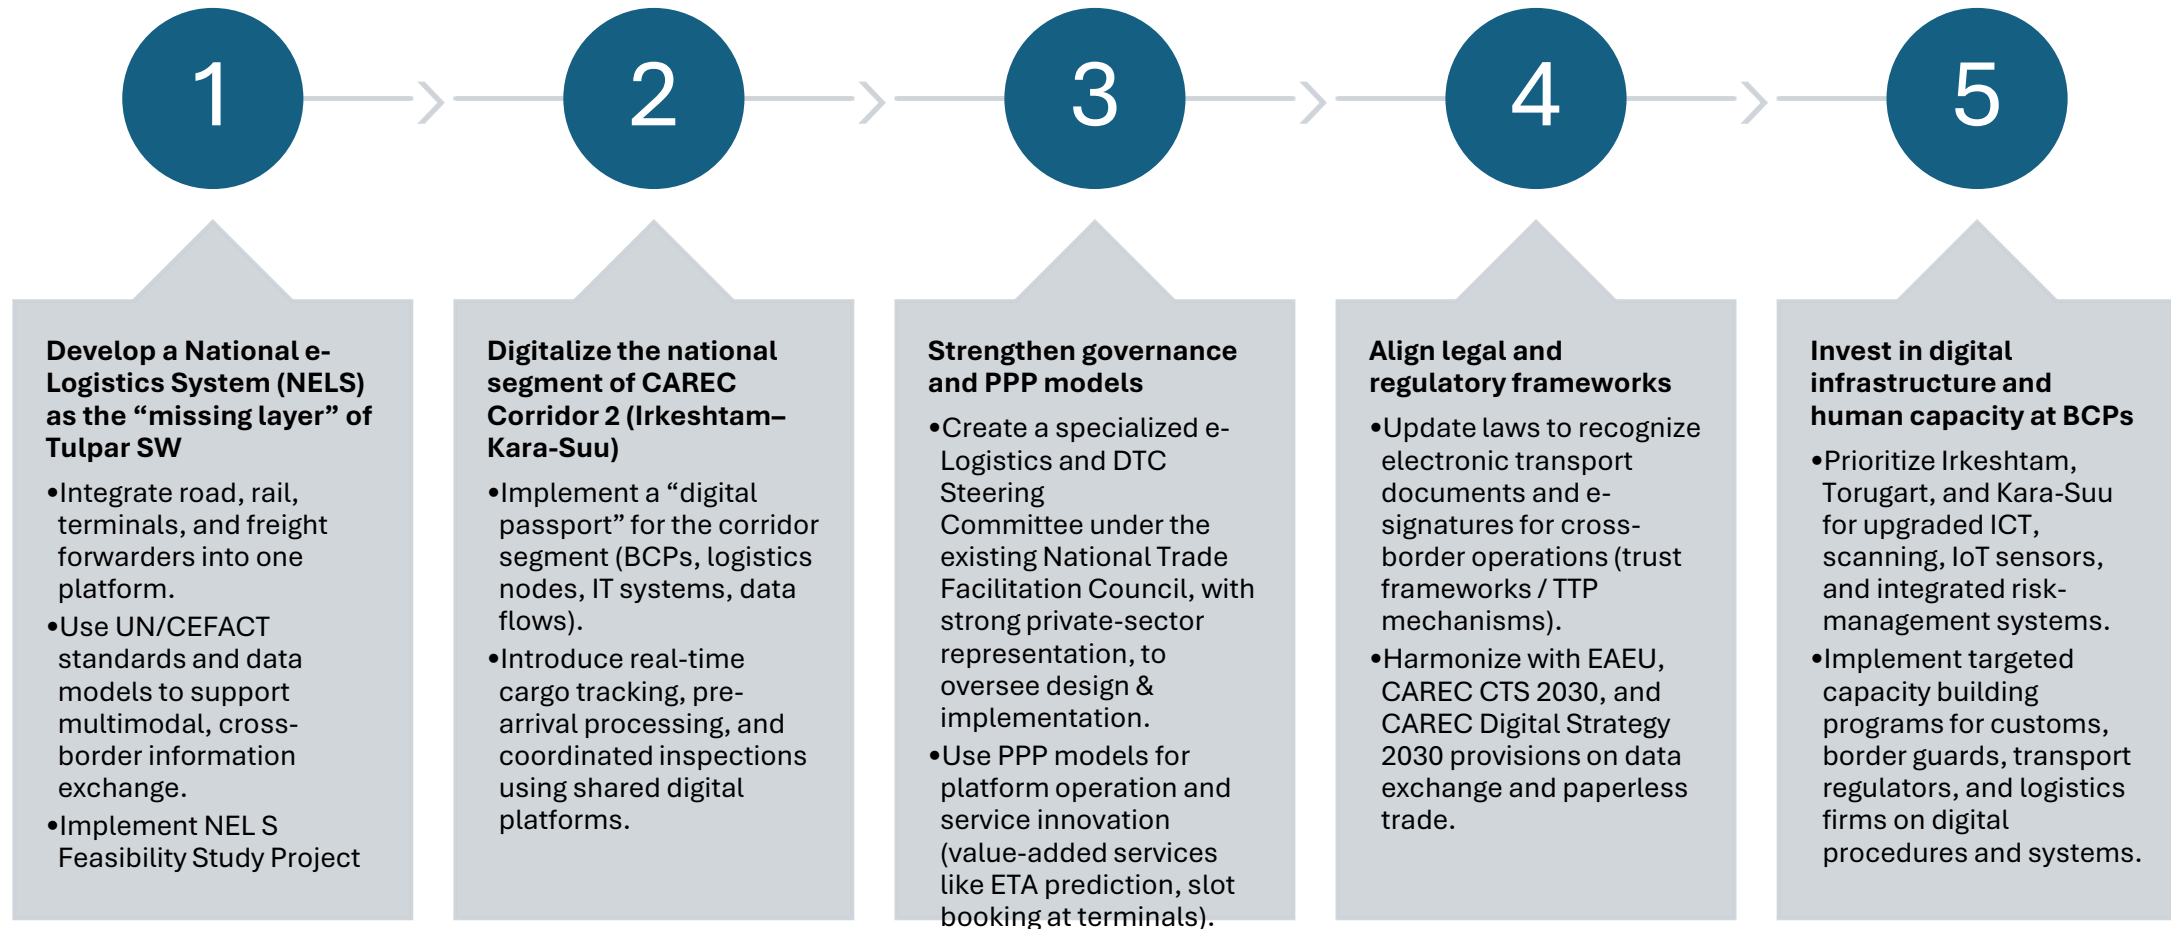 1
2
3
4
5
Develop a National e-
Logistics System (NELS)
as the “missing layer” of
Tulpar SW
•Integrate road, rail,
terminals, and freight
forwarders into one
platform.
•Use UN/CEFACT
standards and data
models to support
multimodal, cross-
border information
exchange.
•Implement NEL S
Feasibility Study Project
Digitalize the national
segment of CAREC
Corridor 2 (Irkeshtam–
Kara-Suu)
•Implement a “digital
passport” for the corridor
segment (BCPs, logistics
nodes, IT systems, data
flows).
•Introduce real-time
cargo tracking, pre-
arrival processing, and
coordinated inspections
using shared digital
platforms.
Strengthen governance
and PPP models
•Create a specialized e-
Logistics and DTC
Steering
Committee under the
existing National Trade
Facilitation Council, with
strong private-sector
representation, to
oversee design &
implementation.
•Use PPP models for
platform operation and
service innovation
(value-added services
like ETA prediction, slot
booking at terminals).
Align legal and
regulatory frameworks
•Update laws to recognize
electronic transport
documents and e-
signatures for cross-
border operations (trust
frameworks / TTP
mechanisms).
•Harmonize with EAEU,
CAREC CTS 2030, and
CAREC Digital Strategy
2030 provisions on data
exchange and paperless
trade.
Invest in digital
infrastructure and
human capacity at BCPs
•Prioritize Irkeshtam,
Torugart, and Kara-Suu
for upgraded ICT,
scanning, IoT sensors,
and integrated risk-
management systems.
•Implement targeted
capacity building
programs for customs,
border guards, transport
regulators, and logistics
firms on digital
procedures and systems.